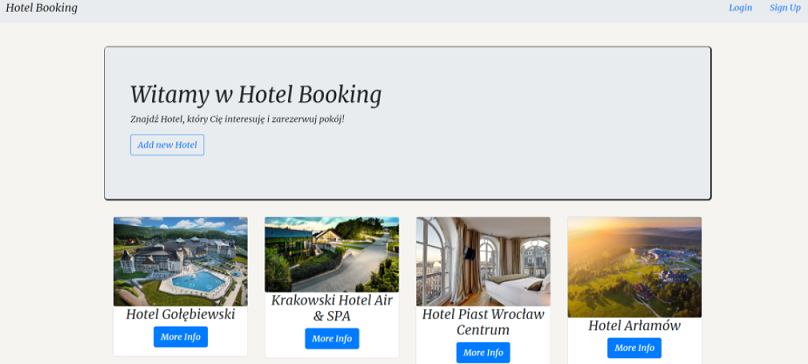 Hotel Booking
Login
Sign Up
Witamy w Hotel Booking
Znajdź Hotel, który Cię interesuję i zarezerwuj pokój!
Add new Hotel
Hotel Gołębiewski
More Info
Krakowski Hotel Air
& SPA
More Info
Hotel Piast Wrocław
Centrum
More Info
Hotel Arłamów
More Info